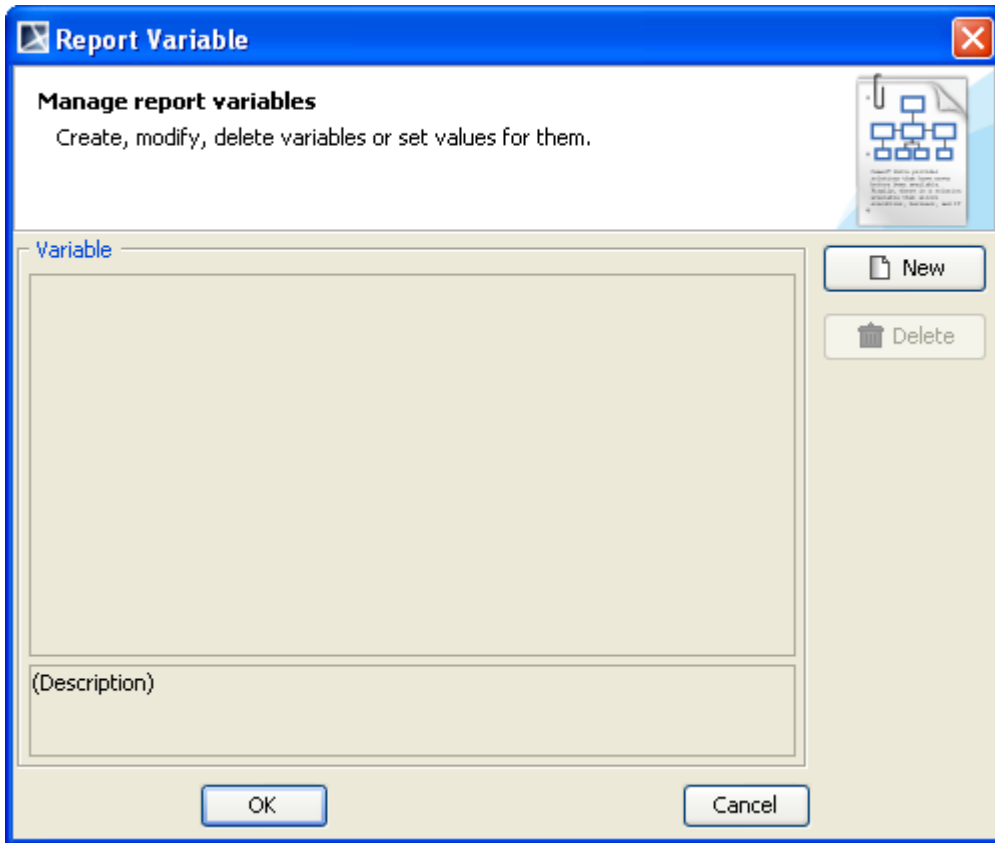 Report Variable
Manage report variables
Create, modify, delete variables or set values for them.
Variable
New
Delete
(Description)
OK
Cancel